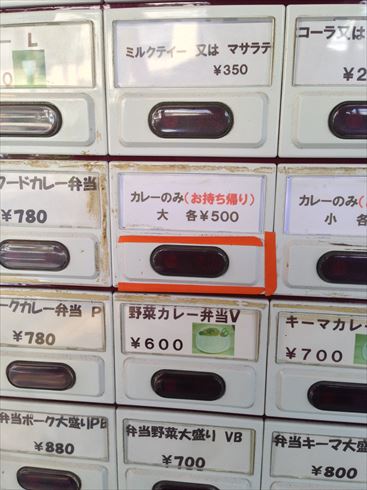 L
ミルクティー 又は マサラテ
¥350
コーラ又は
¥2
フードカレー弁当
¥780
カレーのみ(お持ち帰り)
大 各¥500
カレーのみ(
小 各
ークカレー弁当 P
¥780
野菜カレー弁当V
¥600
キーマカレ
¥700
弁当ポーク大盛りPB
¥880
弁当野菜大盛り VB
¥700
弁当キーマ大盛
¥800